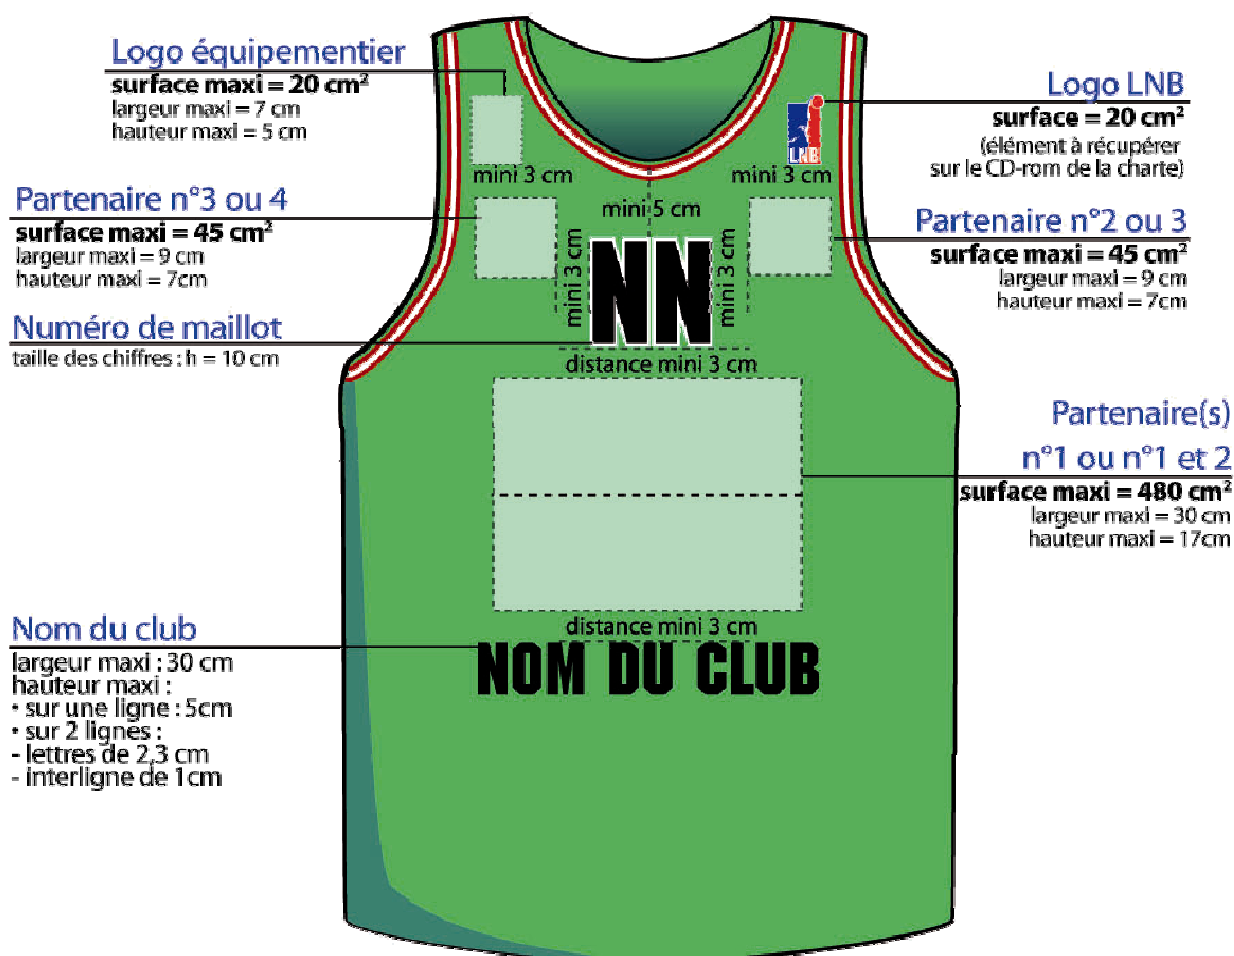 Logo équipementier
surface maxi = 20 cm²
largeur maxi = 7 cm
hauteur maxi = 5 cm
Logo LNB
surface = 20 cm²
(élément à récupérer
sur le CD-rom de la charte)
LNB
mini 3 cm
mini 3 cm
Partenaire n°3 ou 4
surface maxi = 45 cm²
largeur maxi = 9 cm
hauteur maxi = 7cm
mini 5 cm
Partenaire n°2 ou 3
surface maxi = 45 cm²
largeur maxi = 9 cm
hauteur maxi = 7cm
mini 3 cm
NN
mini 3 cm
Numéro de maillot
taille des chiffres : h = 10 cm
distance mini 3 cm
Partenaire(s)
n°1 ou n°1 et 2
surface maxi = 480 cm²
largeur maxi = 30 cm
hauteur maxi = 17cm
distance mini 3 cm
NOM DU CLUB
Nom du club
largeur maxi : 30 cm
hauteur maxi :
• sur une ligne : 5cm
• sur 2 lignes :
- lettres de 2,3 cm
- interligne de 1cm